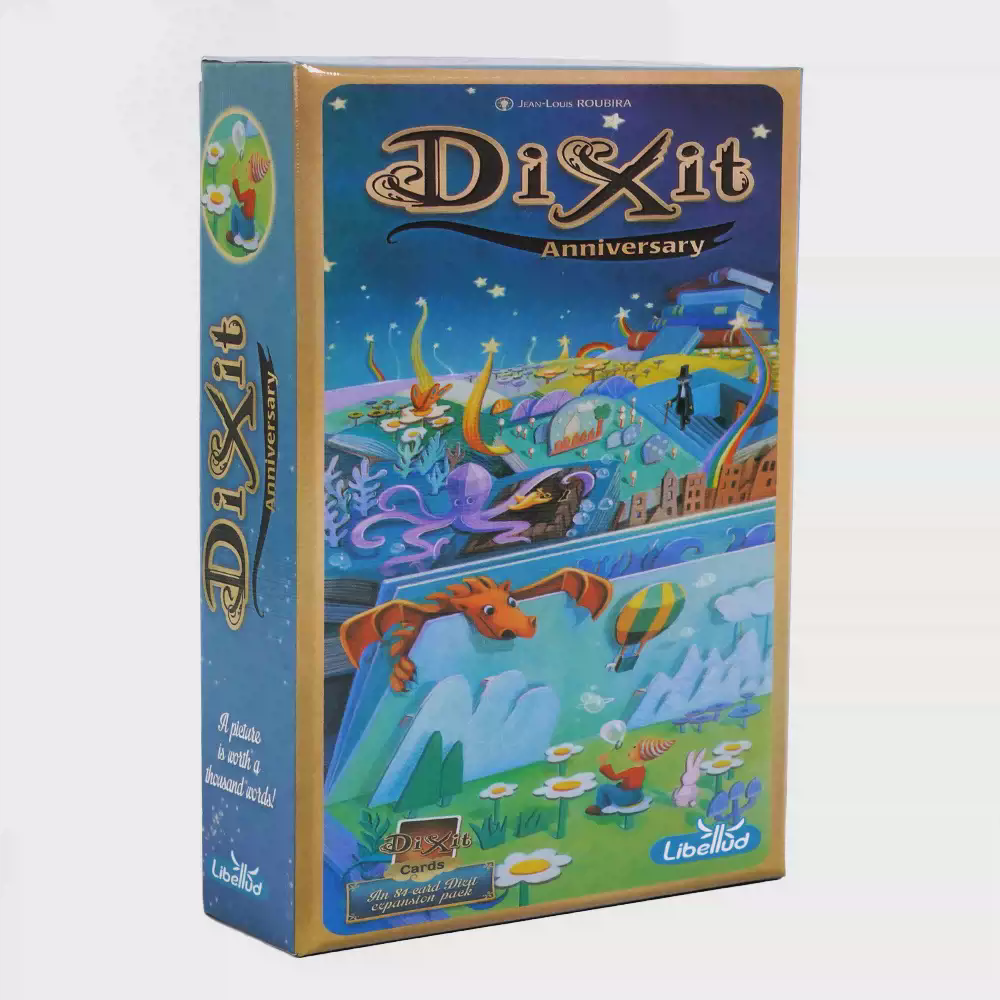 JEAN-LOUIS ROUBIRA
DiXit
Anniversary
DiXit
Cards
An 84-card Dixit
expansion pack
Libellud
DiXit
Anniversary
A picture
is worth a
thousand words!
Libellud